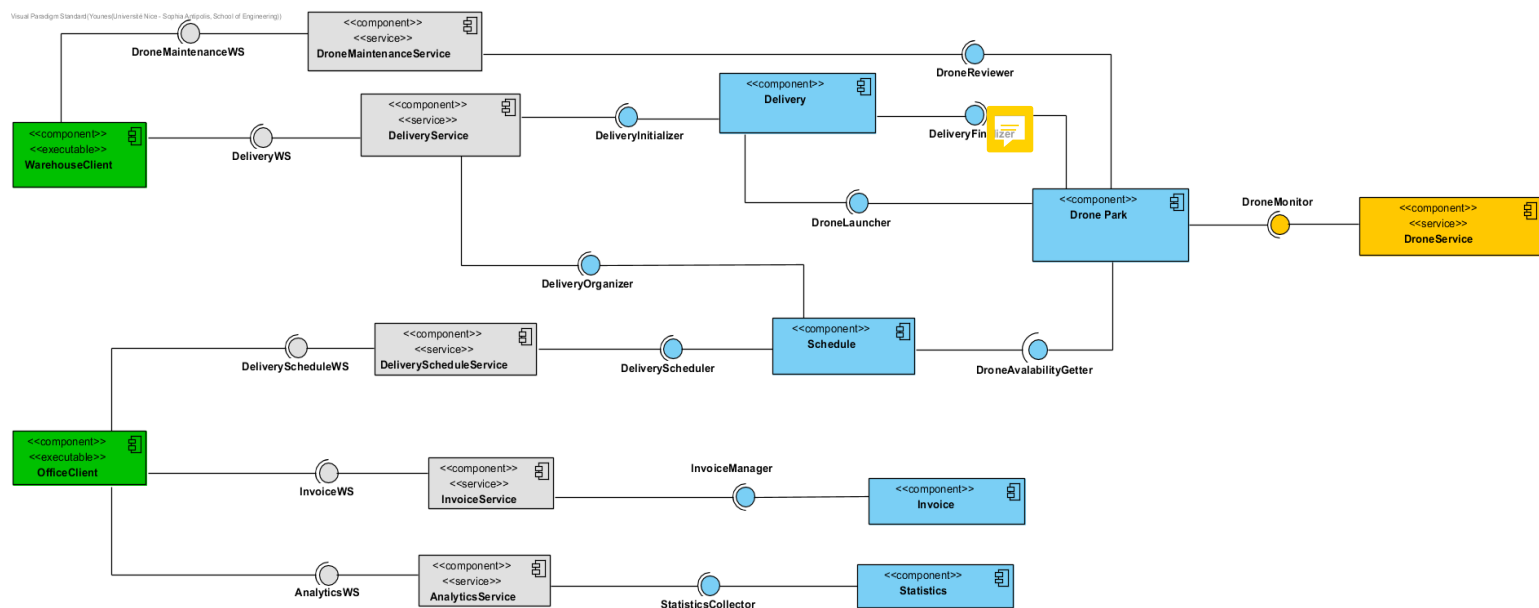 Visual Paradigm Standard(Younes(Université Nice - Sophia Antipolis, School of Engineering))
<<component>>
<<service>>
DroneMaintenanceService
DroneMaintenanceWS
DroneReviewer
<<component>>
Delivery
<<component>>
<<service>>
DeliveryService
DeliveryInitializer
DeliveryFinalizer
<<component>>
<<executable>>
WarehouseClient
DeliveryWS
<<component>>
Drone Park
DroneMonitor
<<component>>
<<service>>
DroneService
DroneLauncher
DeliveryOrganizer
<<component>>
<<service>>
DeliveryScheduleService
DeliveryScheduleWS
DeliveryScheduler
<<component>>
Schedule
DroneAvalabilityGetter
<<component>>
<<executable>>
OfficeClient
InvoiceWS
<<component>>
<<service>>
InvoiceService
InvoiceManager
<<component>>
Invoice
AnalyticsWS
<<component>>
<<service>>
AnalyticsService
StatisticsCollector
<<component>>
Statistics